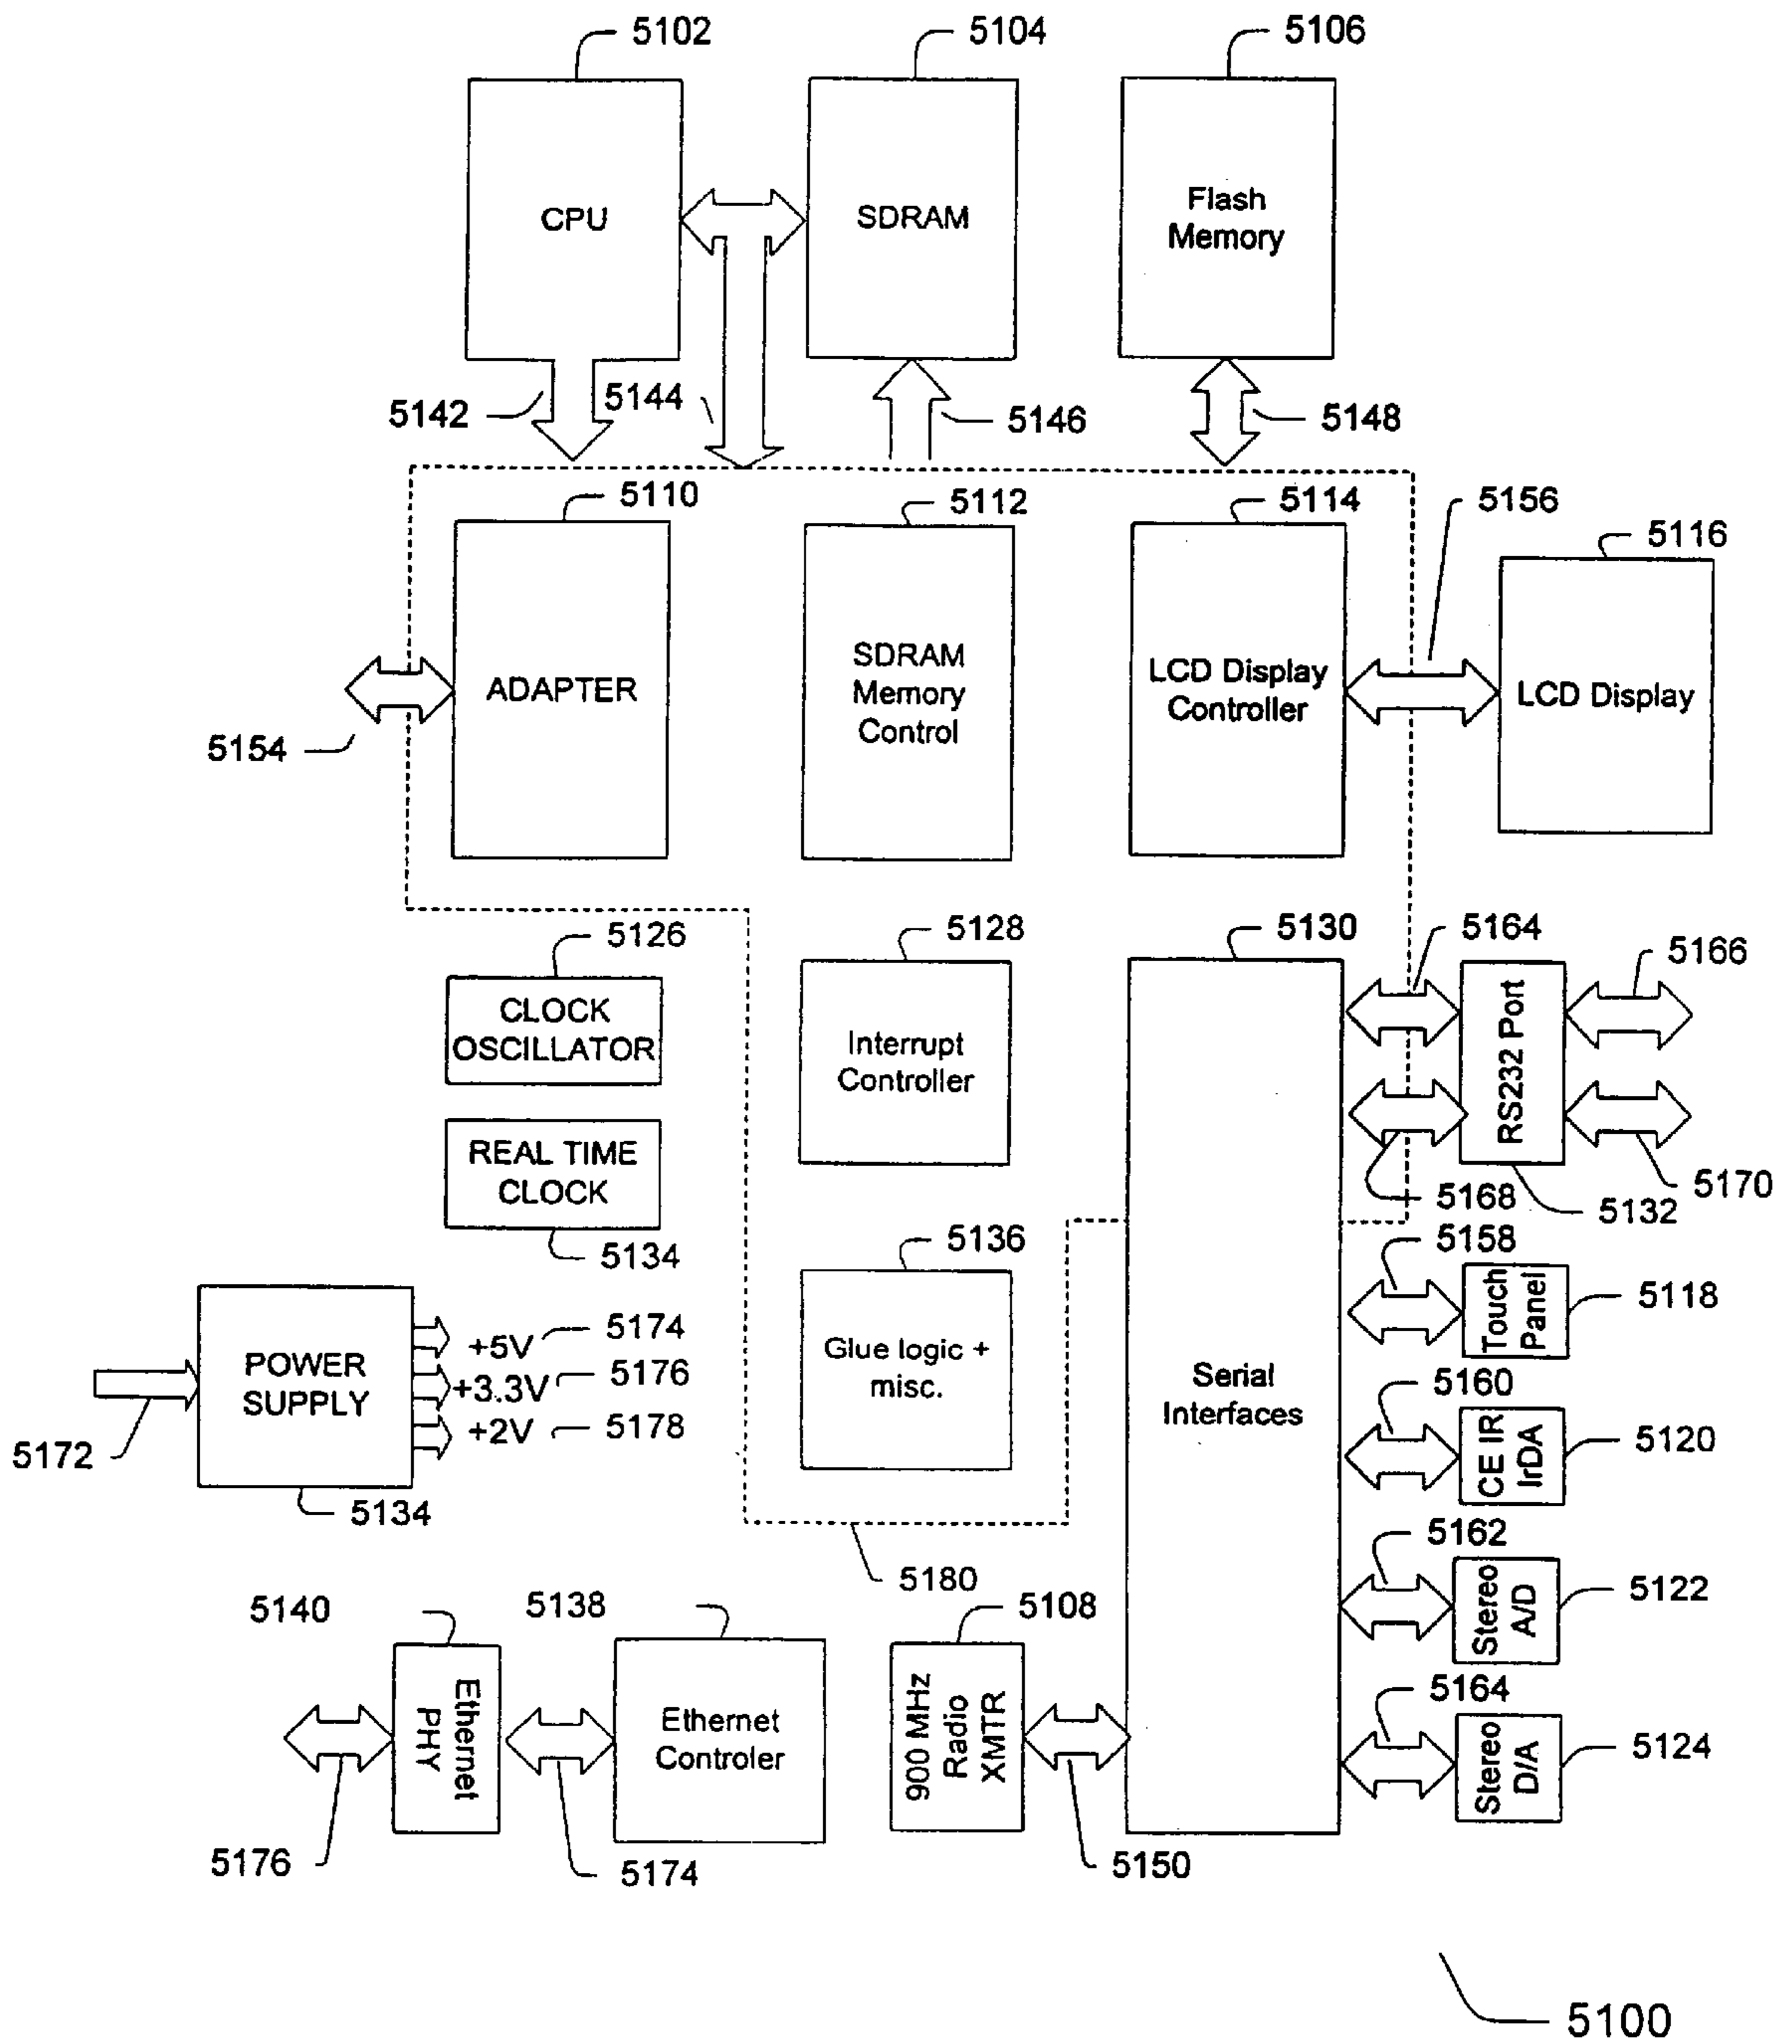 5102
5104
5106
CPU
SDRAM
Flash
Memory
5142
5144
5146
5148
5110
5112
5114
5156
5116
ADAPTER
SDRAM
Memory
Control
LCD Display
Controller
LCD Display
5154
5126
5128
5130
5164
5166
CLOCK
OSCILLATOR
Interrupt
Controller
RS232 Port
REAL TIME
CLOCK
5168
5170
5132
5134
5136
5158
Touch
Panel
5118
POWER
SUPPLY
+5V
5174
+3.3V
5176
+2V
5178
5172
5134
Glue logic +
misc.
Serial
Interfaces
5160
CE IR
IrDA
5120
5180
5162
Stereo
A/D
5122
5140
5138
5108
Ethernet
PHY
Ethernet
Controler
900 MHz
Radio
XMTR
5164
Stereo
D/A
5124
5176
5174
5150
5100